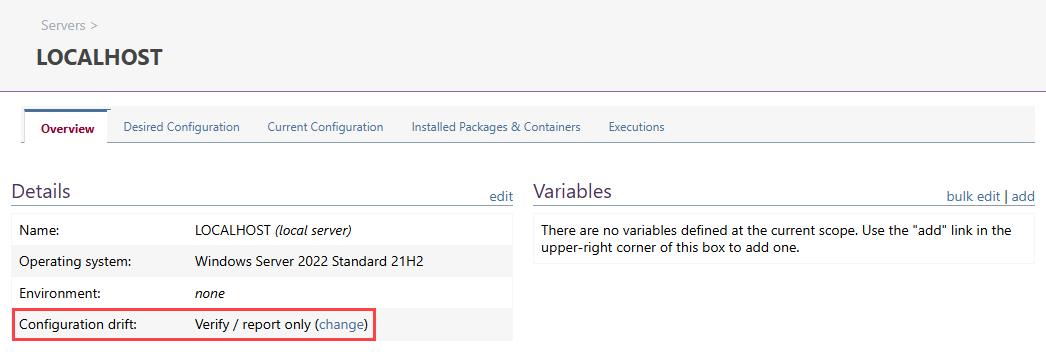 Servers >
LOCALHOST
Overview Desired Configuration Current Configuration Installed Packages & Containers Executions
Details edit
Name: LOCALHOST (local server)
Operating system: Windows Server 2022 Standard 21H2
Environment: none
Configuration drift: Verify / report only (change)
Variables bulk edit | add
There are no variables defined at the current scope. Use the "add" link in the
upper-right corner of this box to add one.